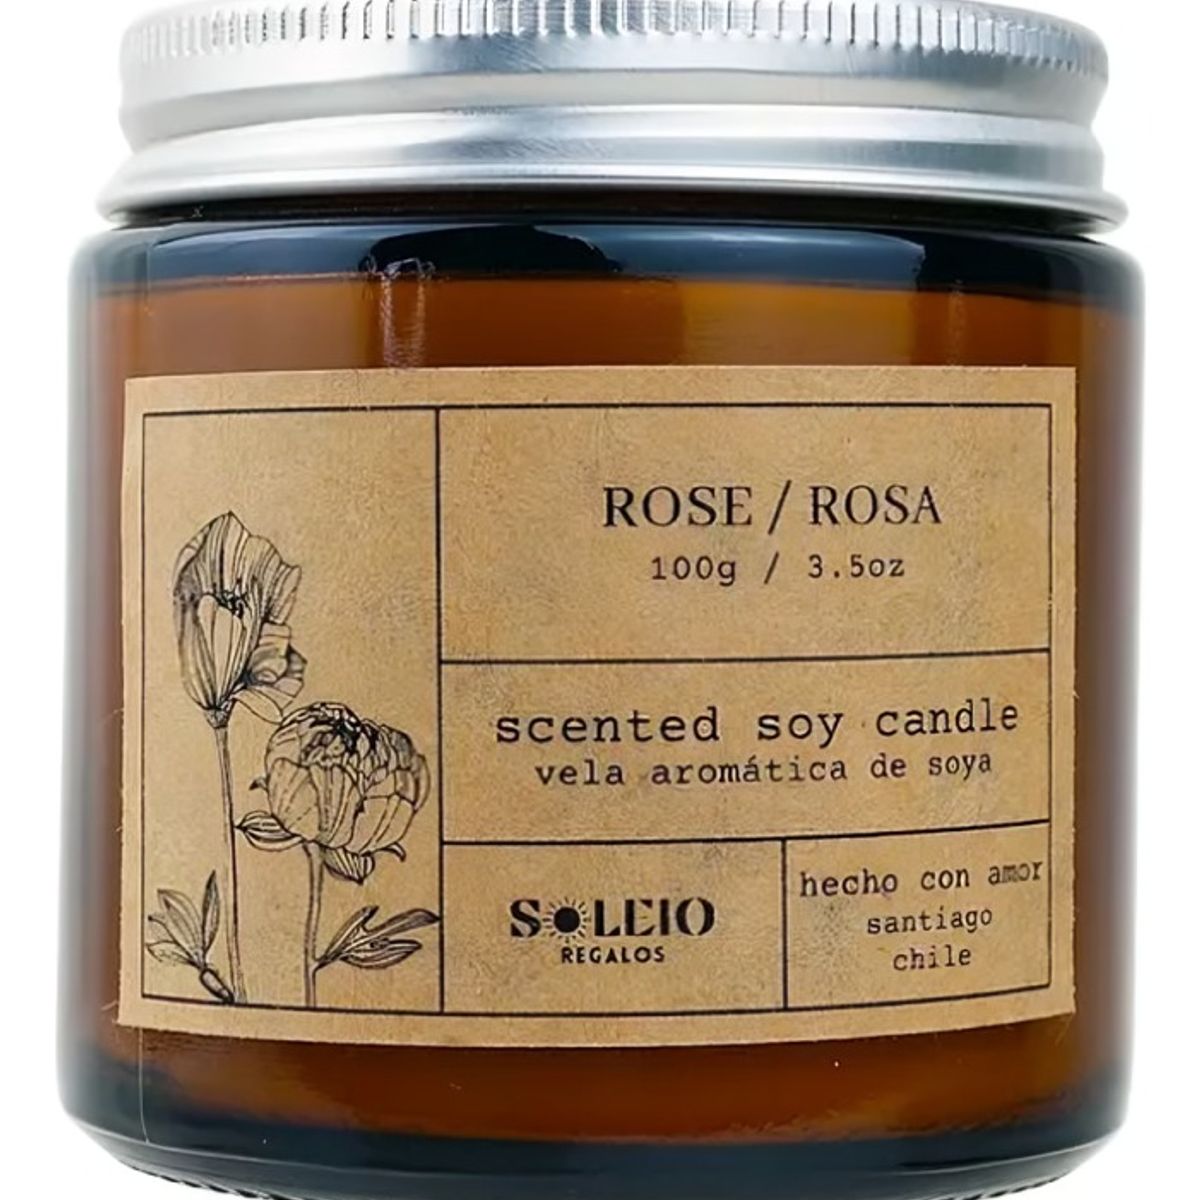 ROSE / ROSA
100g / 3.5oz
scented soy candle
vela aromática de soya
SOLEIO
REGALOS
hecho con amor
santiago
chile